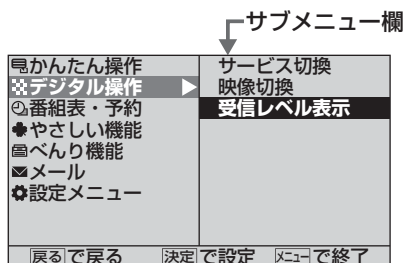 サブメニュー欄
かんたん操作
デジタル操作
番組表・予約
やさしい機能
べんり機能
メール
設定メニュー
サービス切換
映像切換
受信レベル表示
戻るで戻る 決定で設定 メニューで終了